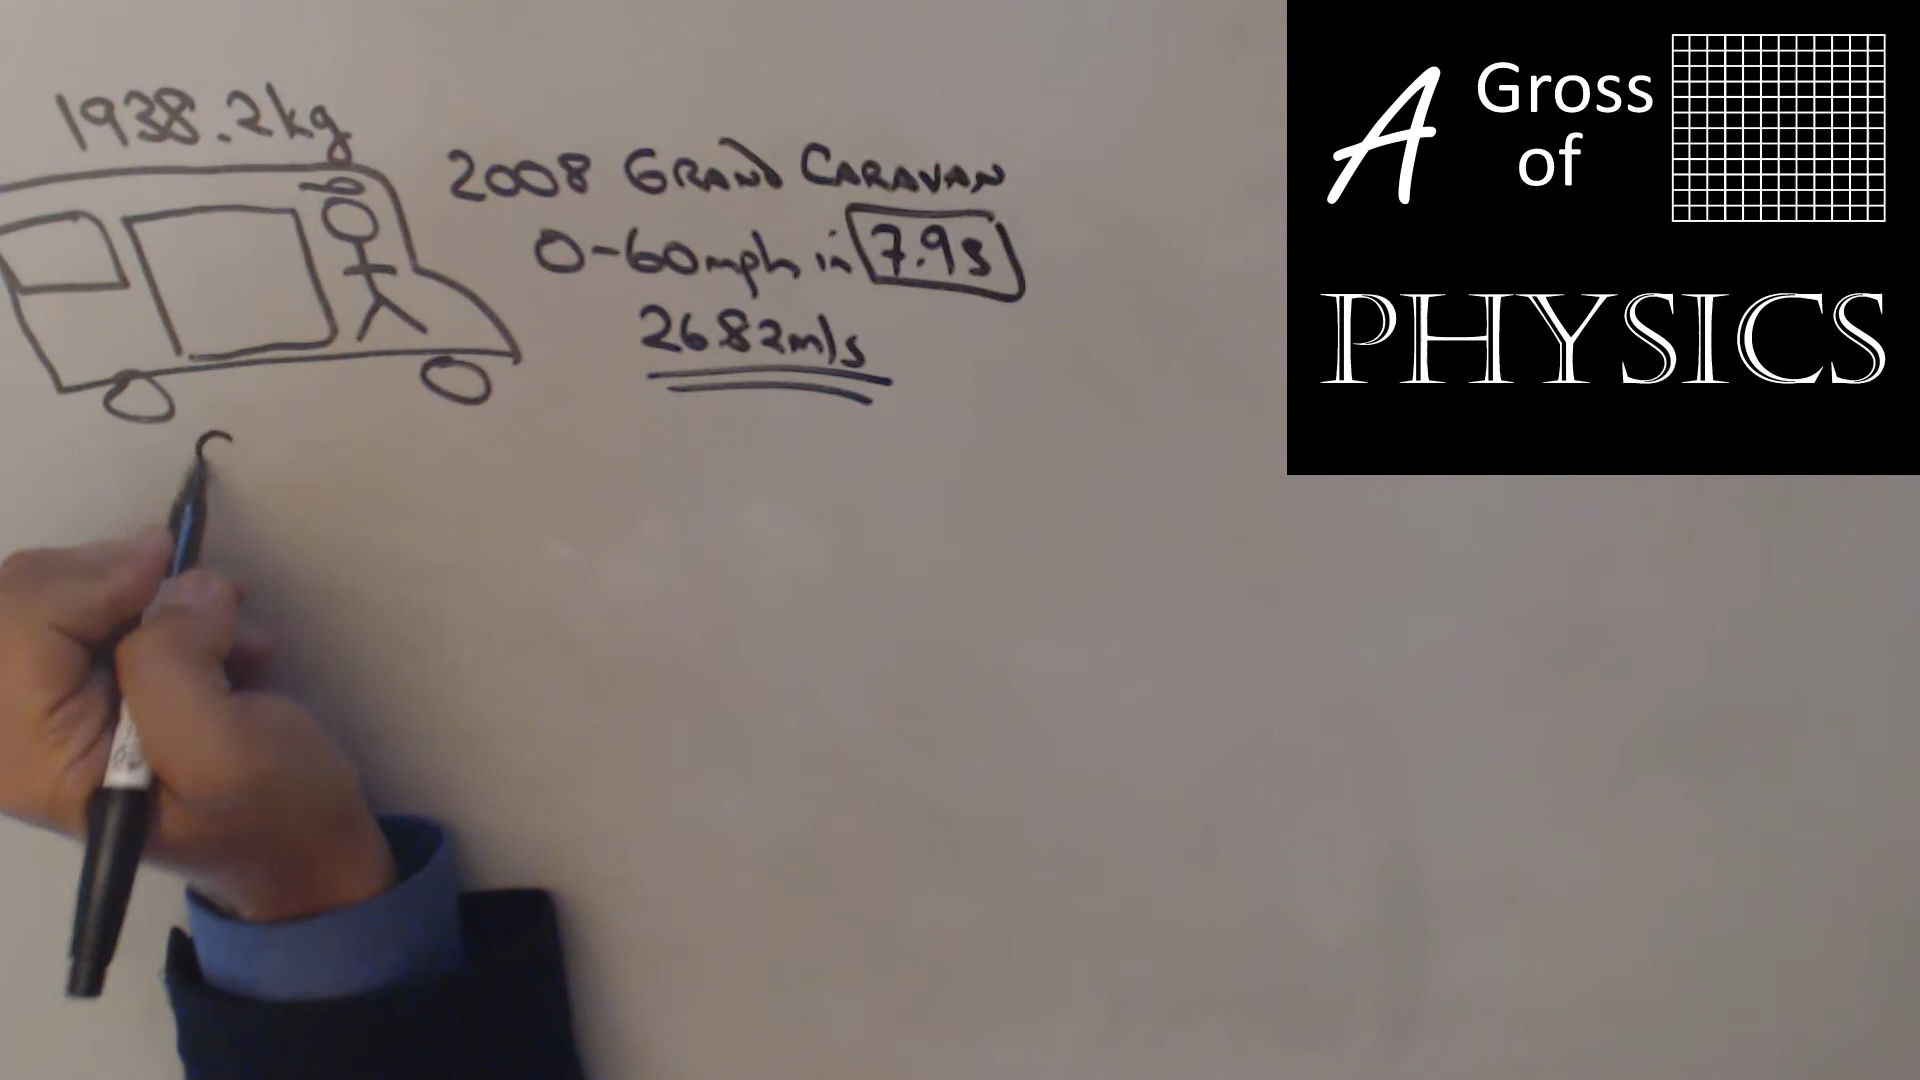 1938.2kg
2008 GRAND CARAVAN
0-60mph in 7.9s
26.82m/s
A Gross
of
PHYSICS